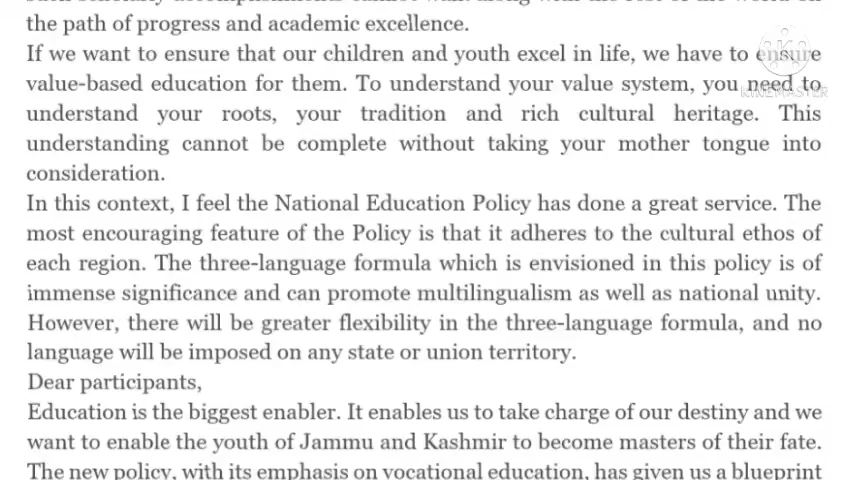 the path of progress and academic excellence.
If we want to ensure that our children and youth excel in life, we have to ensure
value-based education for them. To understand your value system, you need to
KINEMASTER
understand your roots, your tradition and rich cultural heritage. This
understanding cannot be complete without taking your mother tongue into
consideration.
In this context, I feel the National Education Policy has done a great service. The
most encouraging feature of the Policy is that it adheres to the cultural ethos of
each region. The three-language formula which is envisioned in this policy is of
immense significance and can promote multilingualism as well as national unity.
However, there will be greater flexibility in the three-language formula, and no
language will be imposed on any state or union territory.
Dear participants,
Education is the biggest enabler. It enables us to take charge of our destiny and we
want to enable the youth of Jammu and Kashmir to become masters of their fate.
The new policy, with its emphasis on vocational education, has given us a blueprint